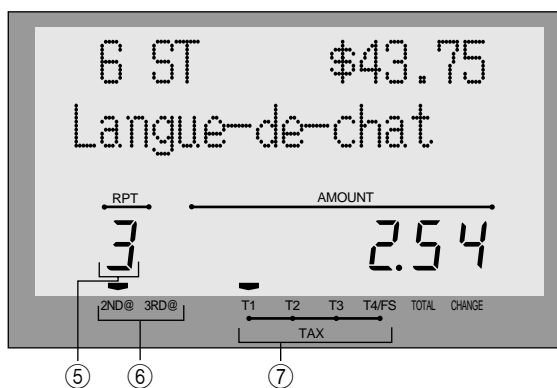 6 ST $43.75
Langue-de-chat
RPT AMOUNT
3 2.54
2ND@ 3RD@ T1 T2 T3 T4/FS TOTAL CHANGE
TAX
⑤ ⑥ ⑦